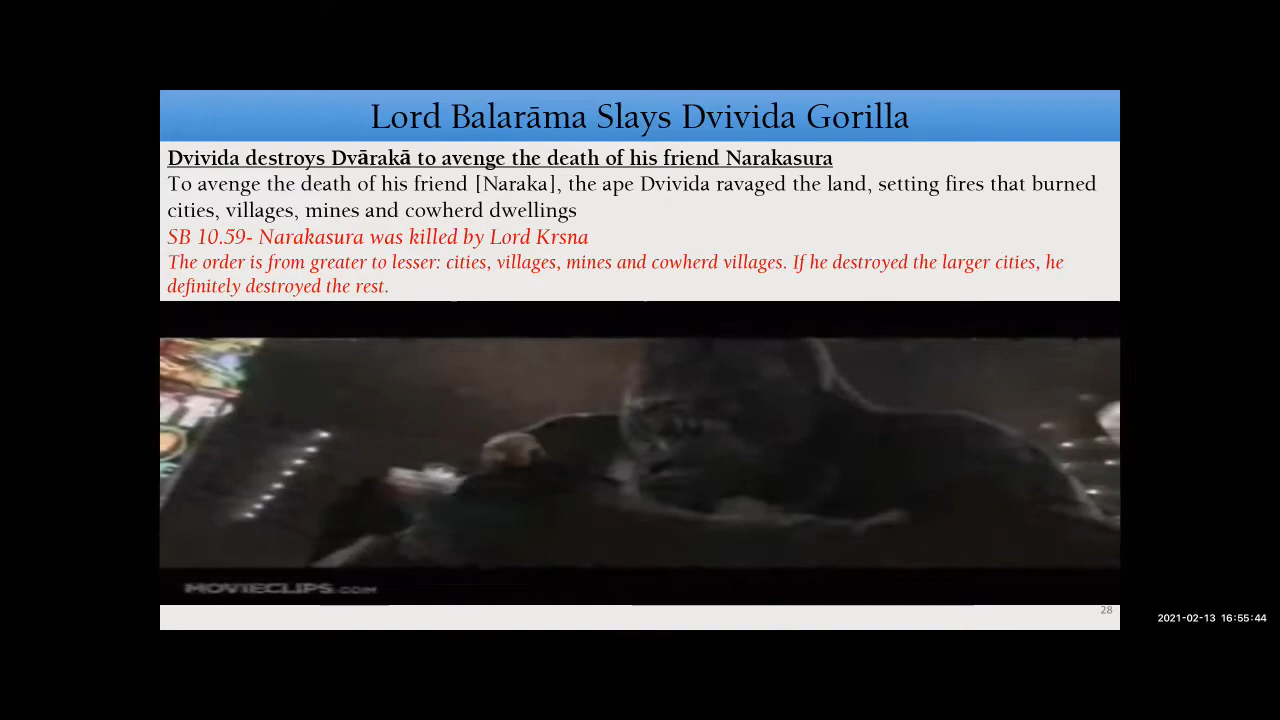 Lord Balarāma Slays Dvivida Gorilla
Dvivida destroys Dvārakā to avenge the death of his friend Narakasura
To avenge the death of his friend [Naraka], the ape Dvivida ravaged the land, setting fires that burned
cities, villages, mines and cowherd dwellings
SB 10.59- Narakasura was killed by Lord Krsna
The order is from greater to lesser: cities, villages, mines and cowherd villages. If he destroyed the larger cities, he
definitely destroyed the rest.
MOVIECLIPS.COM
28
2021-02-13 16:55:44